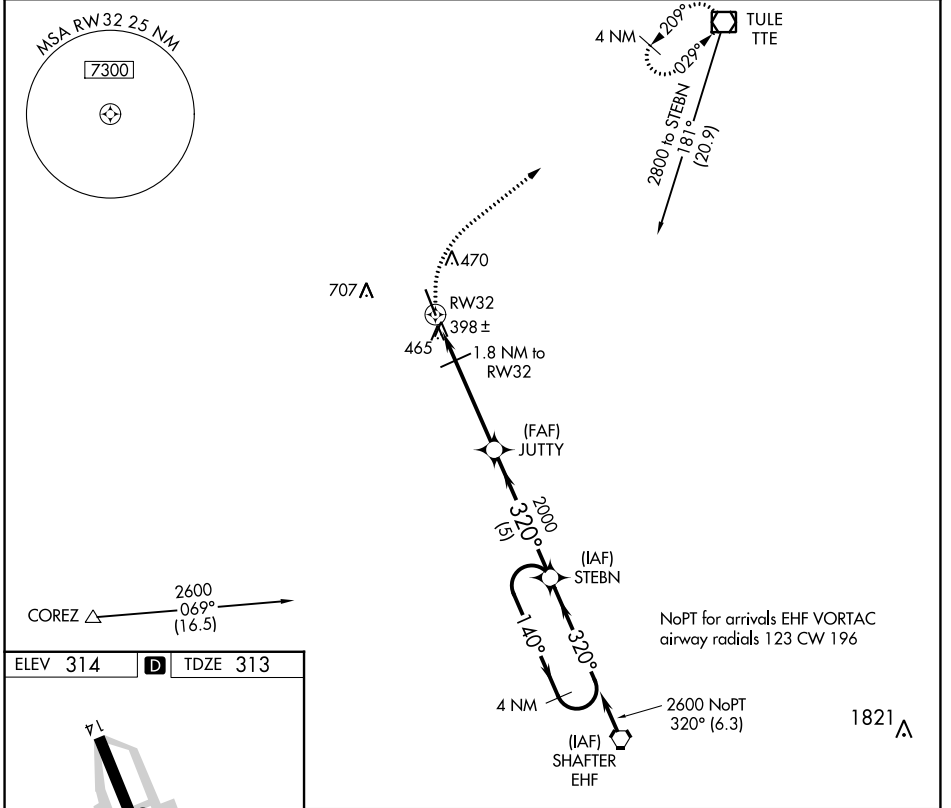 MSA RW32 25 NM
7300
TULE
TTE
4 NM
209°
029°
2800 to STEBN
181°
(20.9)
470
707
RW32
398 ±
465
1.8 NM to
RW32
(FAF)
JUTTY
2000
320°
(5)
(IAF)
STEBN
COREZ
2600
069°
(16.5)
140°
320°
NoPT for arrivals EHF VORTAC
airway radials 123 CW 196
4 NM
2600 NoPT
320° (6.3)
(IAF)
SHAFTER
EHF
1821
ELEV 314 D TDZE 313
14